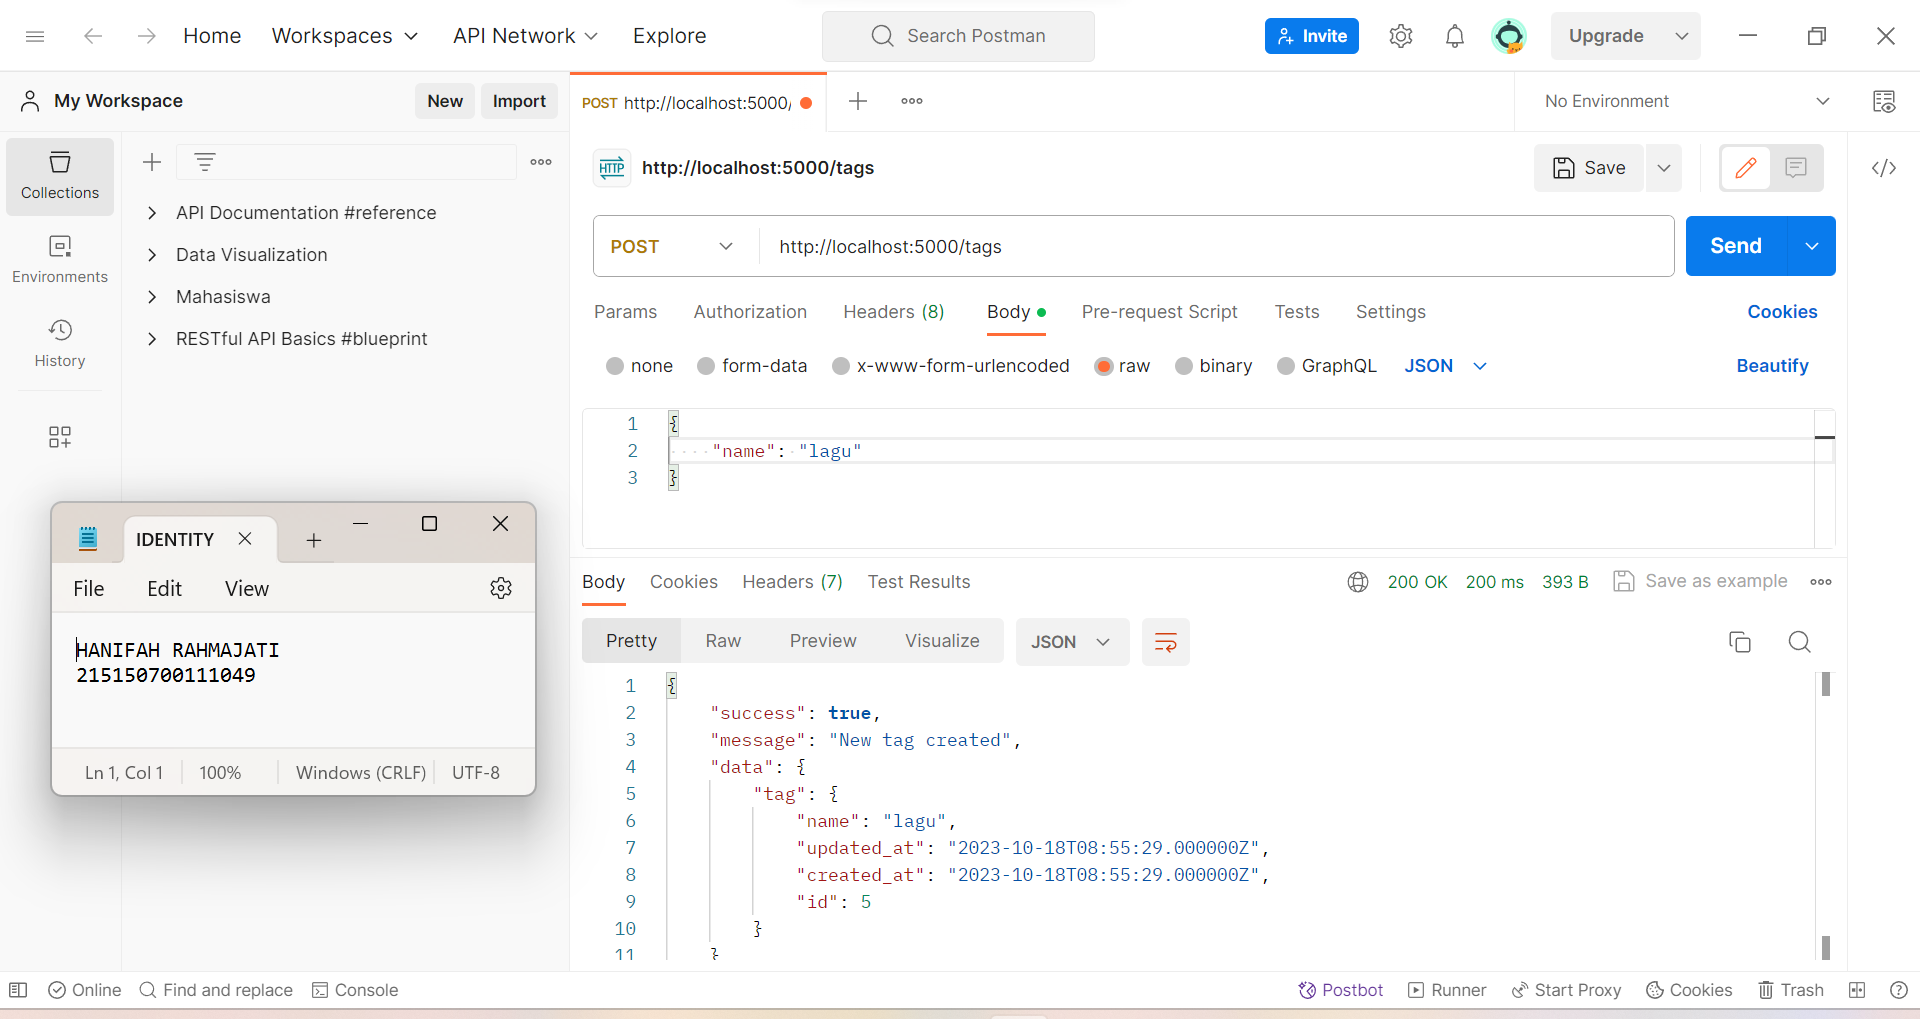 Home
Workspaces
API Network
Explore
Search Postman
Invite
Upgrade
My Workspace
New
Import
POST http://localhost:5000/
No Environment
Collections
Environments
History
API Documentation #reference
Data Visualization
Mahasiswa
RESTful API Basics #blueprint
HTTP
http://localhost:5000/tags
Save
POST
http://localhost:5000/tags
Send
Params
Authorization
Headers (8)
Body
Pre-request Script
Tests
Settings
Cookies
none
form-data
x-www-form-urlencoded
raw
binary
GraphQL
JSON
Beautify
1 {
2 "name": "lagu"
3 }
IDENTITY
File
Edit
View
HANIFAH RAHMAJATI
215150700111049
Ln 1, Col 1
100%
Windows (CRLF)
UTF-8
Body
Cookies
Headers (7)
Test Results
200 OK
200 ms
393 B
Save as example
Pretty
Raw
Preview
Visualize
JSON
1 {
2 "success": true,
3 "message": "New tag created",
4 "data": {
5 "tag": {
6 "name": "lagu",
7 "updated_at": "2023-10-18T08:55:29.000000Z",
8 "created_at": "2023-10-18T08:55:29.000000Z",
9 "id": 5
10 }
11 }
Online
Find and replace
Console
Postbot
Runner
Start Proxy
Cookies
Trash